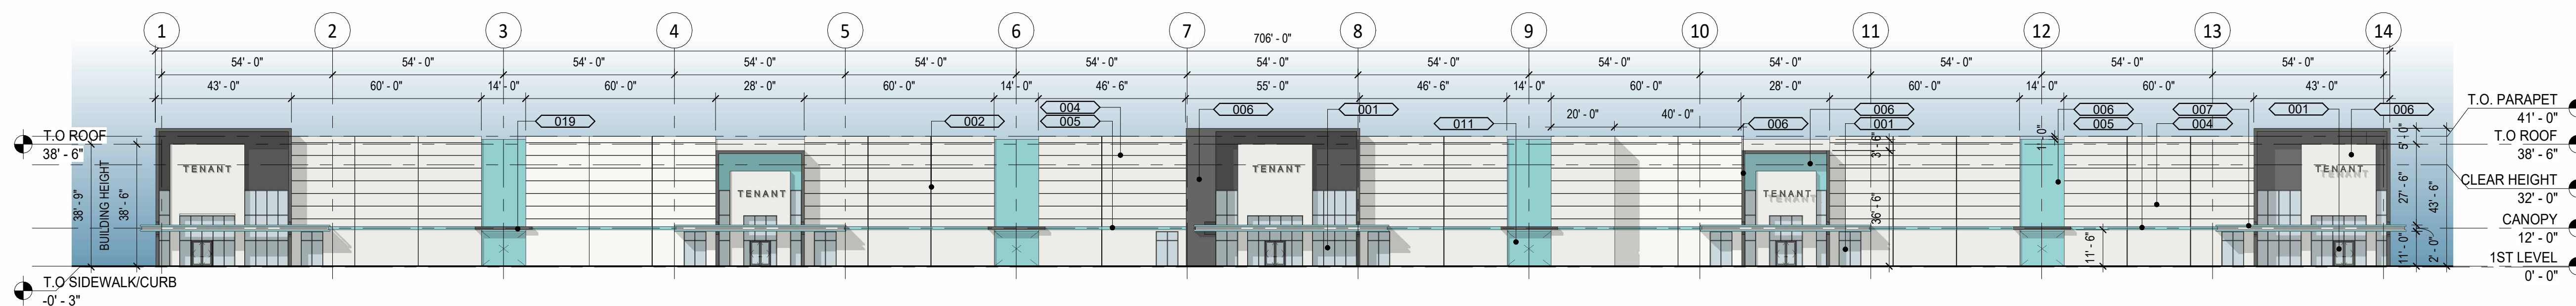 1 2 3 4 5 6 7 8 9 10 11 12 13 14
706' - 0"
54' - 0" 54' - 0" 54' - 0" 54' - 0" 54' - 0" 54' - 0" 54' - 0" 54' - 0" 54' - 0" 54' - 0" 54' - 0" 54' - 0" 54' - 0"
43' - 0" 60' - 0" 14' - 0" 60' - 0" 28' - 0" 60' - 0" 14' - 0" 46' - 6" 55' - 0" 46' - 6" 14' - 0" 60' - 0" 28' - 0" 60' - 0" 14' - 0" 60' - 0" 43' - 0"
20' - 0" 40' - 0"
004 006 001 006 006 007 001 006
019 002 005 011 006 001 005 004
T.O ROOF
38' - 6"
38' - 9"
BUILDING HEIGHT
38' - 6"
T.O SIDEWALK/CURB
-0' - 3"
TENANT
TENANT
TENANT
TENANT
TENANT
3' - 6"
36' - 6"
1' - 0"
11' - 6"
5' - 0"
27' - 6"
11' - 0"
43' - 6"
2' - 0"
T.O. PARAPET
41' - 0"
T.O ROOF
38' - 6"
CLEAR HEIGHT
32' - 0"
CANOPY
12' - 0"
1ST LEVEL
0' - 0"